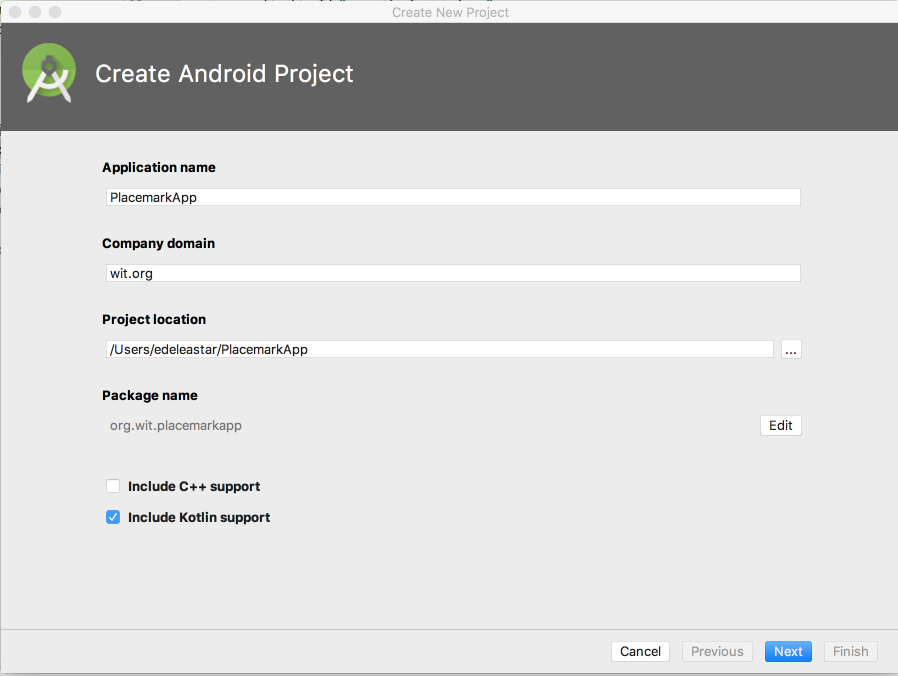 Create New Project
Create Android Project
Application name
PlacemarkApp
Company domain
wit.org
Project location
/Users/edeleastar/PlacemarkApp
...
Package name
org.wit.placemarkapp
Edit
Include C++ support
Include Kotlin support
Cancel
Previous
Next
Finish